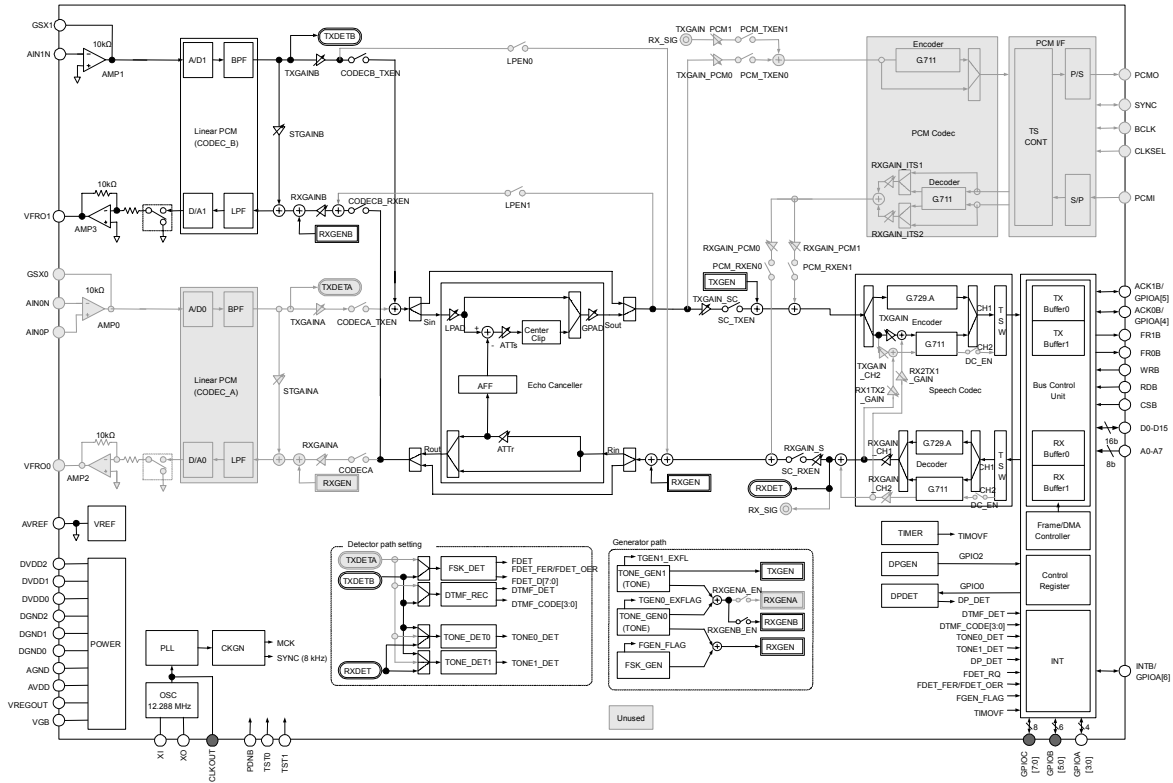 GSX1
AIN1N
10kΩ
AMP1
A/D1
BPF
Linear PCM
(CODEC_B)
TXDETB
TXGAINB
CODECB_TXEN
LPEN0
STGAINB
RX_SIG
TXGAIN_PCM1
PCM_TXEN1
TXGAIN_PCM0
PCM_TXEN0
Encoder
G.711
PCM Codec
PCM I/F
TS
CONT
P/S
S/P
PCMO
SYNC
BCLK
CLKSEL
PCMI
RXGAIN_ITS1
Decoder
G.711
RXGAIN_ITS2
VFRO1
10kΩ
AMP3
D/A1
LPF
RXGAINB
CODECB_RXEN
RXGENB
LPEN1
RXGAIN_PCM0
RXGAIN_PCM1
PCM_RXEN0
PCM_RXEN1
GSX0
AIN0N
AIN0P
10kΩ
AMP0
A/D0
BPF
Linear PCM
(CODEC_A)
TXDETA
TXGAINA
CODECA_TXEN
STGAINA
Sin
LPAD
ATTs
Center
Clip
GPAD
Sout
AFF
Echo Canceller
ATTr
Rout
Rin
TXGEN
TXGAIN_SC
SC_TXEN
G.729.A
TXGAIN
Encoder
CH1
G.711
CH2
DC_EN
T
S
W
TXGAIN
_CH2
RX2TX1
_GAIN
RX1TX2
_GAIN
Speech Codec
TX
Buffer0
TX
Buffer1
Bus Control
Unit
RX
Buffer0
RX
Buffer1
Frame/DMA
Controller
Control
Register
INT
ACK1B/
GPIOA[5]
ACK0B/
GPIOA[4]
FR1B
FR0B
WRB
RDB
CSB
D0-D15
16b
A0-A7
8b
VFRO0
10kΩ
AMP2
D/A0
LPF
RXGAINA
CODECA
RXGEN
RXGEN
RXGAIN_S
SC_RXEN
RXDET
RX_SIG
RXGAIN
_CH1
G.729.A
Decoder
CH1
RXGAIN
_CH2
G.711
CH2
DC_EN
T
S
W
AVREF
VREF
DVDD2
DVDD1
DVDD0
DGND2
DGND1
DGND0
AGND
AVDD
VREGOUT
VGB
POWER
PLL
CKGN
MCK
SYNC (8 kHz)
OSC
12.288 MHz
XI
XO
CLKOUT
PDNB
TST0
TST1
Detector path setting
TXDETA
TXDETB
RXDET
FSK_DET
FDET
FDET_FER/FDET_OER
FDET_D[7:0]
DTMF_REC
DTMF_DET
DTMF_CODE[3:0]
TONE_DET0
TONE0_DET
TONE_DET1
TONE1_DET
Generator path
TGEN1_EXFL
TONE_GEN1
(TONE)
TGEN0_EXFLAG
TONE_GEN0
(TONE)
FGEN_FLAG
FSK_GEN
TXGEN
RXGENA_EN
RXGENA
RXGENB
RXGENB_EN
RXGEN
Unused
TIMER
TIMOVF
DPGEN
GPIO2
DPDET
GPIO0
DP_DET
DTMF_DET
DTMF_CODE[3:0]
TONE0_DET
TONE1_DET
DP_DET
FDET_RQ
FDET_FER/FDET_OER
FGEN_FLAG
TIMOVF
INTB/
GPIOA[6]
8
6
4
GPIOC
[7:0]
GPIOB
[5:0]
GPIOA
[3:0]